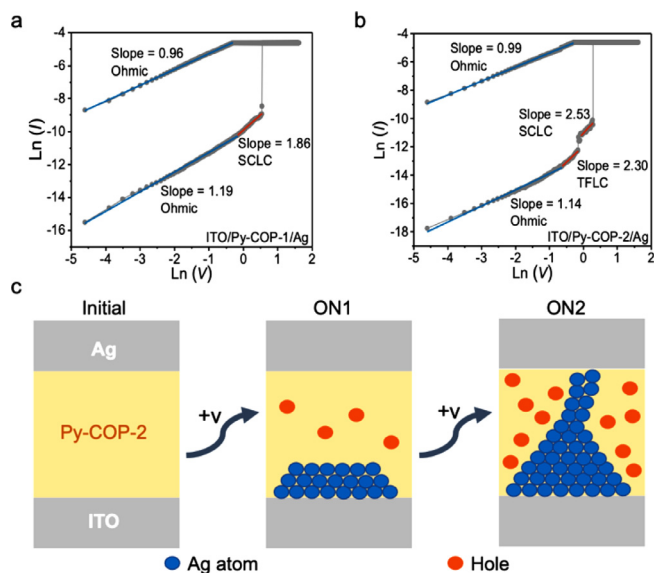 a
-4
-6
-8
-10
-12
-14
-16
Ln (I)
Slope = 0.96
Ohmic
Slope = 1.86
SCLC
Slope = 1.19
Ohmic
ITO/Py-COP-1/Ag
-5 -4 -3 -2 -1 0 1 2
Ln (V)
b
-4
-6
-8
-10
-12
-14
-16
-18
Ln (I)
Slope = 0.99
Ohmic
Slope = 2.53
SCLC
Slope = 2.30
TFLC
Slope = 1.14
Ohmic
ITO/Py-COP-2/Ag
-5 -4 -3 -2 -1 0 1 2
Ln (V)
c
Initial
ON1
ON2
Ag
Py-COP-2
ITO
+v
+v
Ag atom
Hole